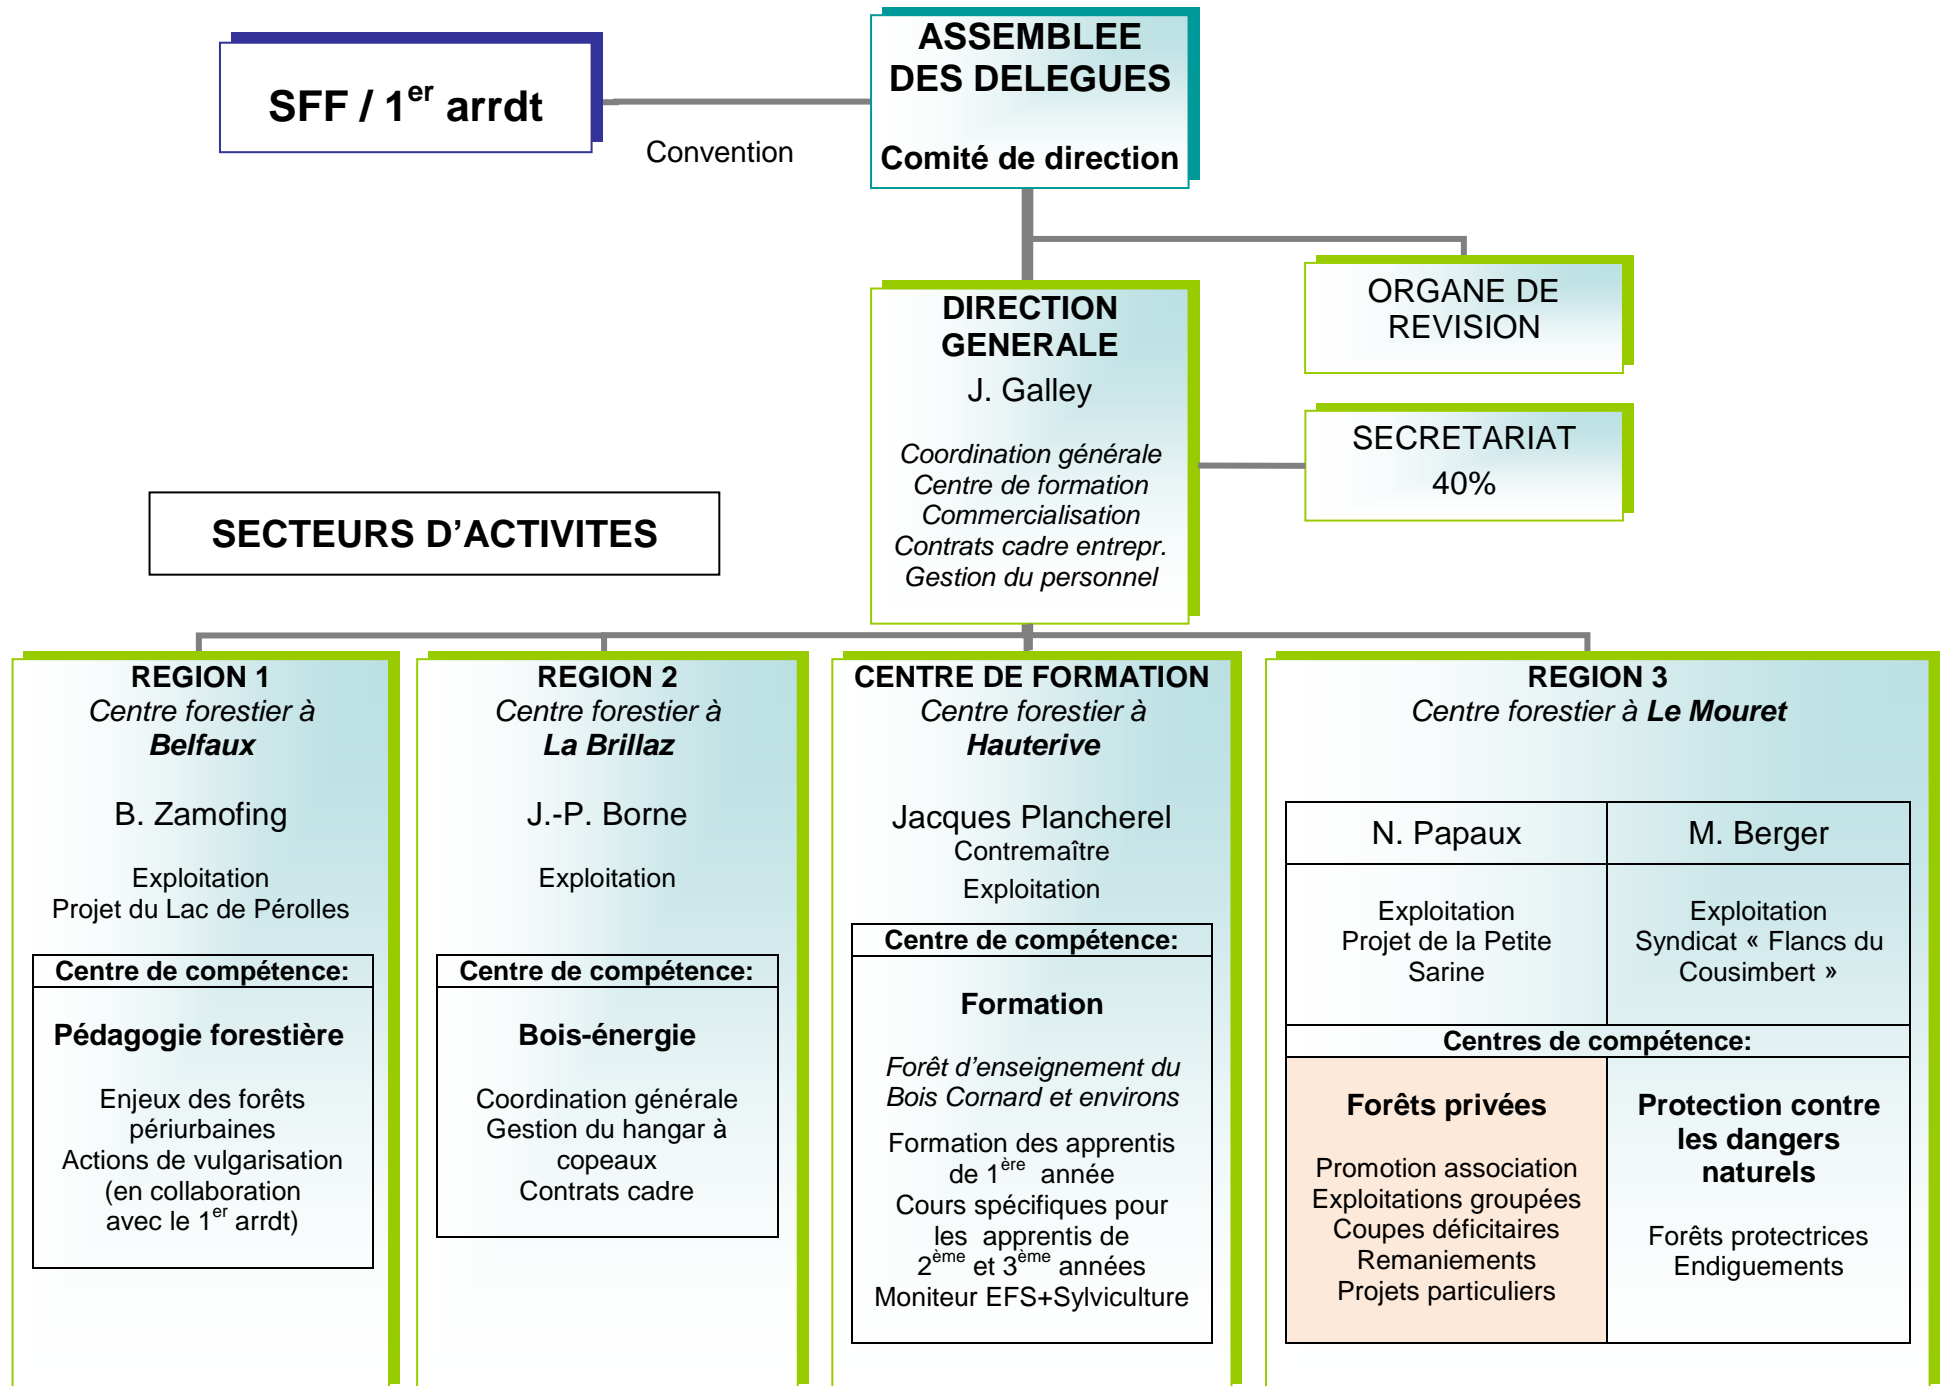 SFF / 1er arrdt
Convention
ASSEMBLEE
DES DELEGUES
Comité de direction
DIRECTION
GENERALE
J. Galley
Coordination générale
Centre de formation
Commercialisation
Contrats cadre entrepr.
Gestion du personnel
ORGANE DE
REVISION
SECRETARIAT
40%
SECTEURS D’ACTIVITES
REGION 1
Centre forestier à
Belfaux
B. Zamofing
Exploitation
Projet du Lac de Pérolles
Centre de compétence:
Pédagogie forestière
Enjeux des forêts
périurbaines
Actions de vulgarisation
(en collaboration
avec le 1er arrdt)
REGION 2
Centre forestier à
La Brillaz
J.-P. Borne
Exploitation
Centre de compétence:
Bois-énergie
Coordination générale
Gestion du hangar à
copeaux
Contrats cadre
CENTRE DE FORMATION
Centre forestier à
Hauterive
Jacques Plancherel
Contremaître
Exploitation
Centre de compétence:
Formation
Forêt d’enseignement du
Bois Cornard et environs
Formation des apprentis
de 1ère année
Cours spécifiques pour
les apprentis de
2ème et 3ème années
Moniteur EFS+Sylviculture
REGION 3
Centre forestier à Le Mouret
N. Papaux
Exploitation
Projet de la Petite
Sarine
M. Berger
Exploitation
Syndicat « Flancs du
Cousimbert »
Centres de compétence:
Forêts privées
Promotion association
Exploitations groupées
Coupes déficitaires
Remaniements
Projets particuliers
Protection contre
les dangers
naturels
Forêts protectrices
Endiguements